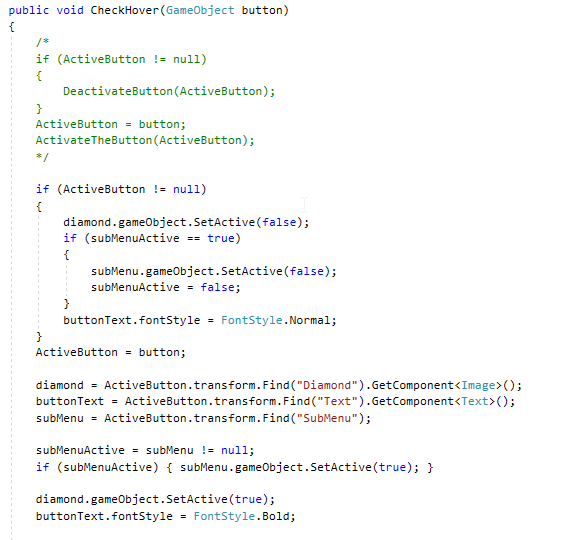 public void CheckHover(GameObject button)
{
/*
if (ActiveButton != null)
{
DeactivateButton(ActiveButton);
}
ActiveButton = button;
ActivateTheButton(ActiveButton);
*/
if (ActiveButton != null)
{
diamond.gameObject.SetActive(false);
if (subMenuActive == true)
{
subMenu.gameObject.SetActive(false);
subMenuActive = false;
}
buttonText.fontStyle = FontStyle.Normal;
}
ActiveButton = button;
diamond = ActiveButton.transform.Find("Diamond").GetComponent<Image>();
buttonText = ActiveButton.transform.Find("Text").GetComponent<Text>();
subMenu = ActiveButton.transform.Find("SubMenu");
subMenuActive = subMenu != null;
if (subMenuActive) { subMenu.gameObject.SetActive(true); }
diamond.gameObject.SetActive(true);
buttonText.fontStyle = FontStyle.Bold;